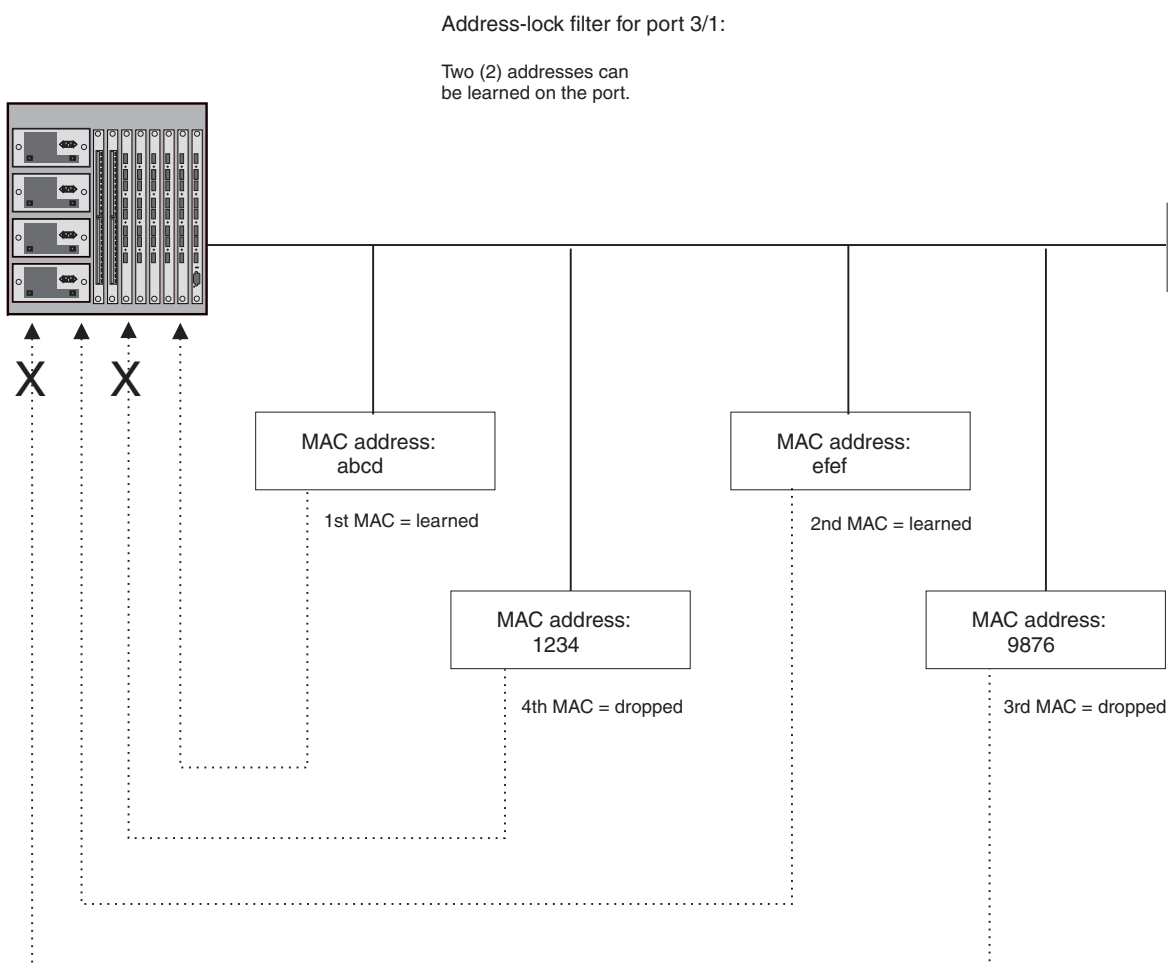 Address-lock filter for port 3/1:
Two (2) addresses can
be learned on the port.
X
X
MAC address:
abcd
1st MAC = learned
MAC address:
efef
2nd MAC = learned
MAC address:
1234
4th MAC = dropped
MAC address:
9876
3rd MAC = dropped